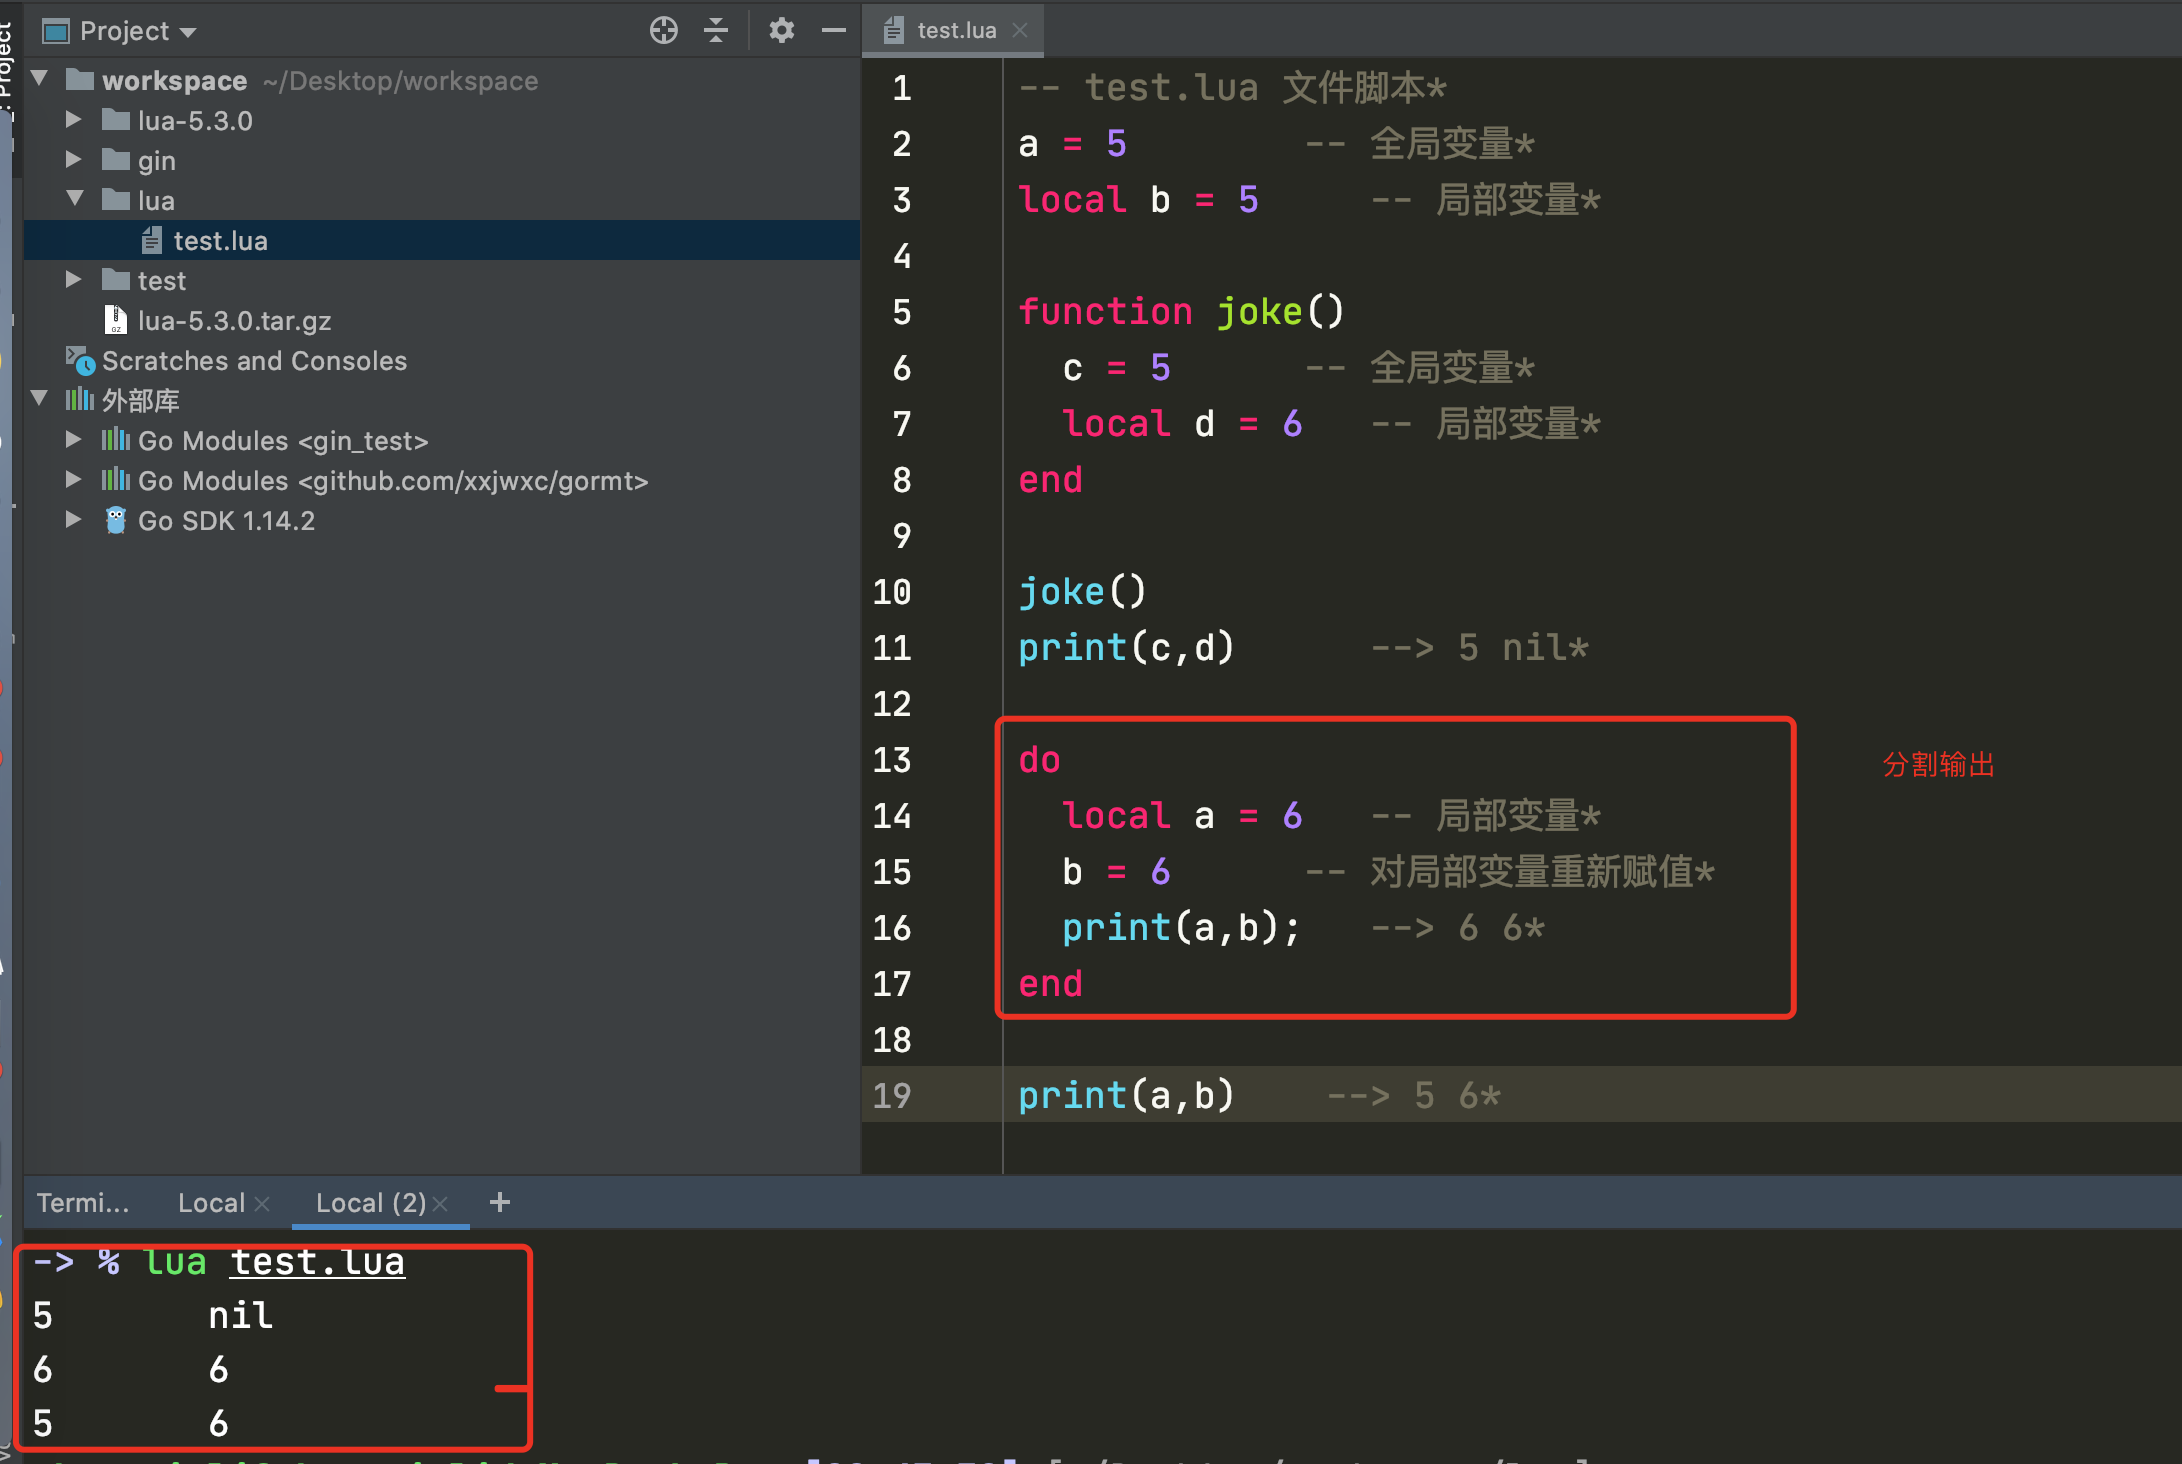 Project
test.lua
1: Project
workspace ~/Desktop/workspace
lua-5.3.0
gin
lua
test.lua
test
lua-5.3.0.tar.gz
Scratches and Consoles
外部库
Go Modules <gin_test>
Go Modules <github.com/xxjwxc/gormt>
Go SDK 1.14.2
1 -- test.lua 文件脚本*
2 a = 5 -- 全局变量*
3 local b = 5 -- 局部变量*
4
5 function joke()
6 c = 5 -- 全局变量*
7 local d = 6 -- 局部变量*
8 end
9
10 joke()
11 print(c,d) --> 5 nil*
12
13 do
分割输出
14 local a = 6 -- 局部变量*
15 b = 6 -- 对局部变量重新赋值*
16 print(a,b); --> 6 6*
17 end
18
19 print(a,b) --> 5 6*
Termi... Local Local (2) +
-> % lua test.lua
5 nil
6 6
5 6